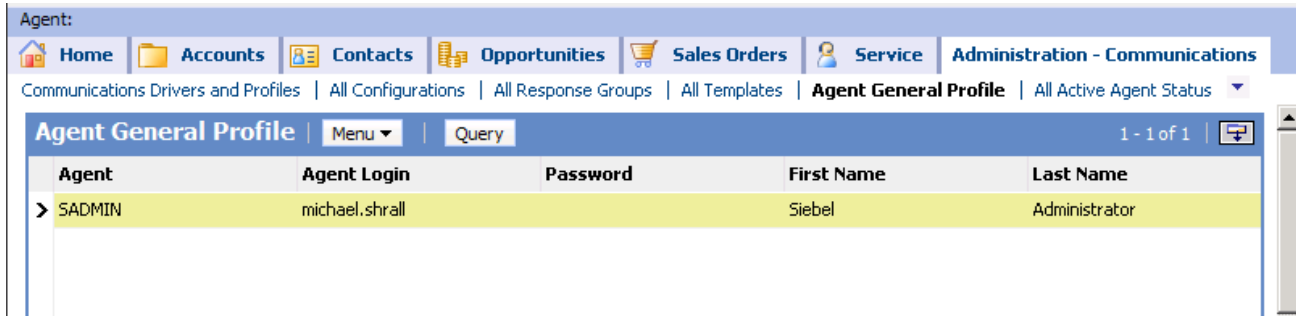 Agent:
Home Accounts Contacts Opportunities Sales Orders Service Administration - Communications
Communications Drivers and Profiles | All Configurations | All Response Groups | All Templates | Agent General Profile | All Active Agent Status
Agent General Profile | Menu | Query 1 - 1 of 1
Agent Agent Login Password First Name Last Name
SADMIN michael.shrall Siebel Administrator